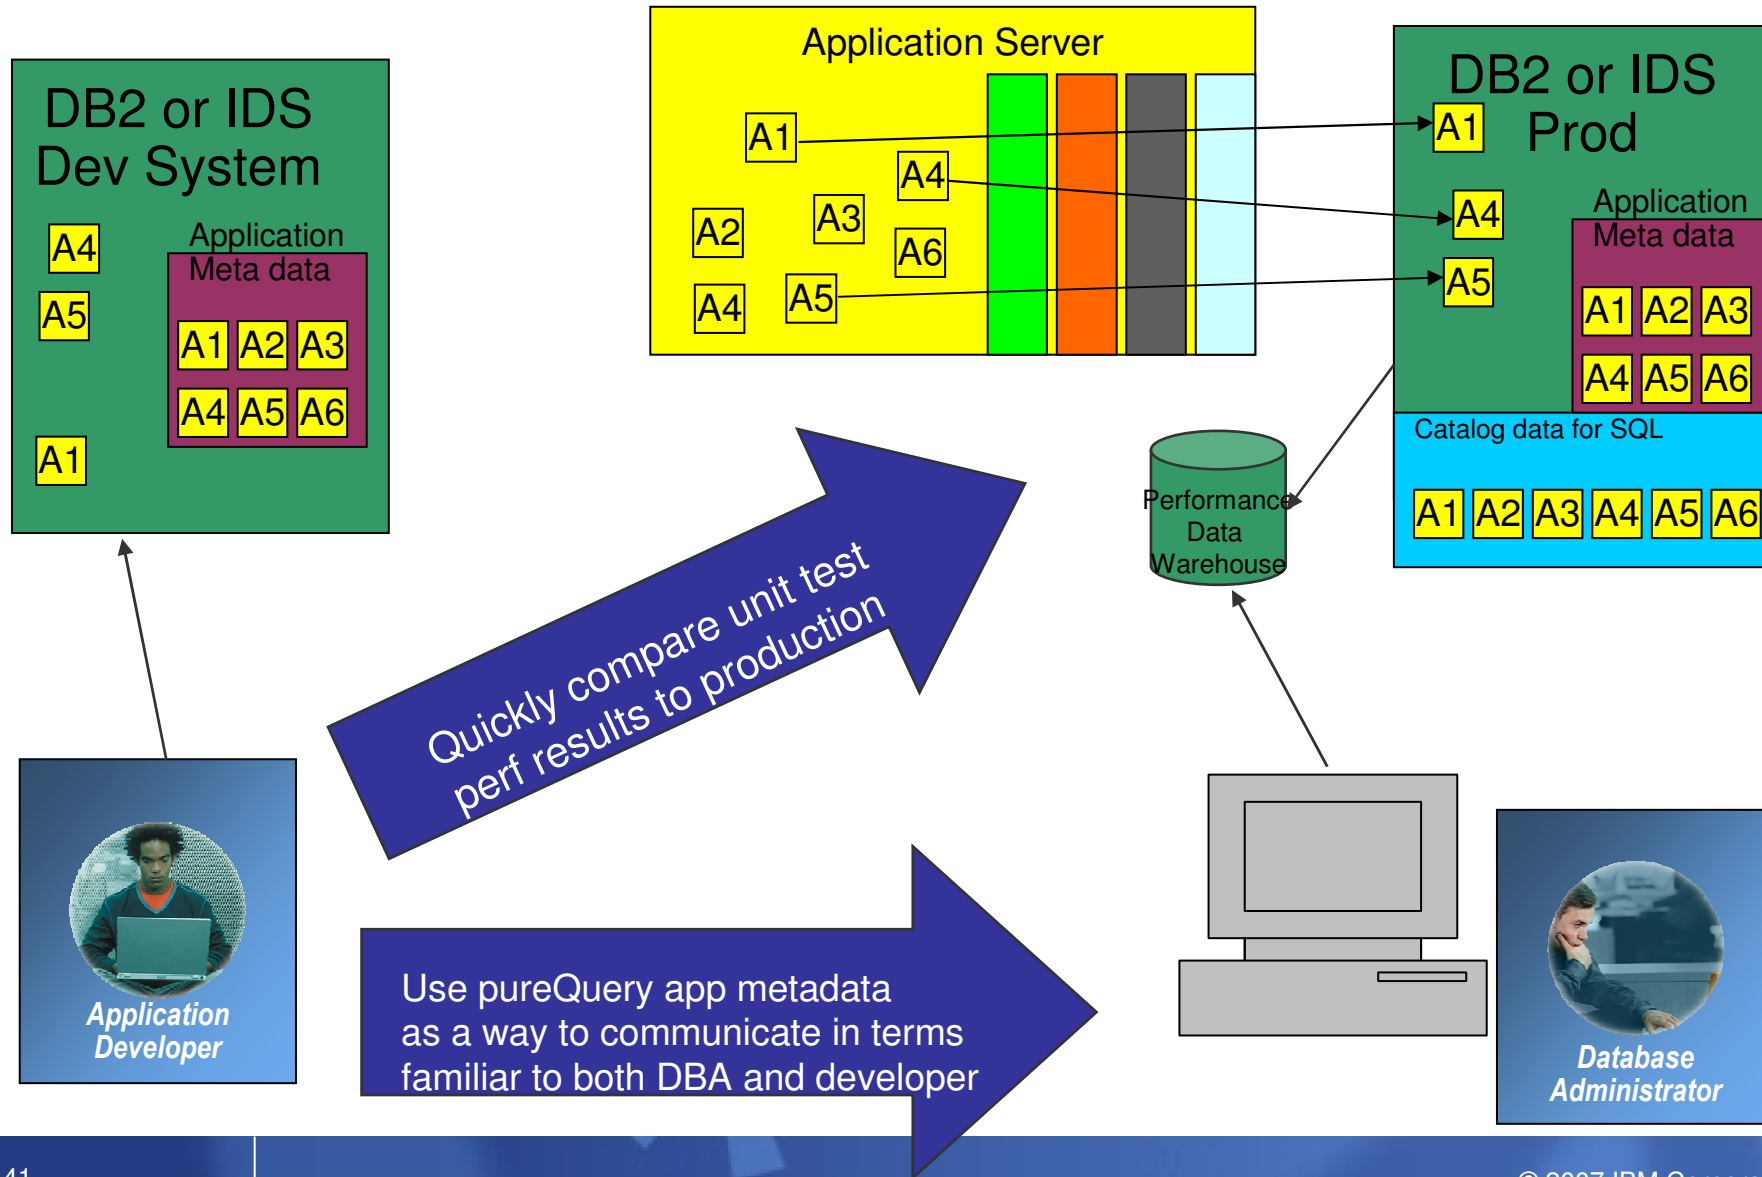 DB2 or IDS
Dev System
A4
Application
Meta data
A5
A1 A2 A3
A4 A5 A6
A1
Application Server
A1
A4
A3
A2
A6
A5
A4
DB2 or IDS
Prod
A1
A4
Application
Meta data
A5
A1 A2 A3
A4 A5 A6
Catalog data for SQL
A1 A2 A3 A4 A5 A6
Performance
Data
Warehouse
Quickly compare unit test
perf results to production
Use pureQuery app metadata
as a way to communicate in terms
familiar to both DBA and developer
Application
Developer
Database
Administrator
41
© 2007 IBM